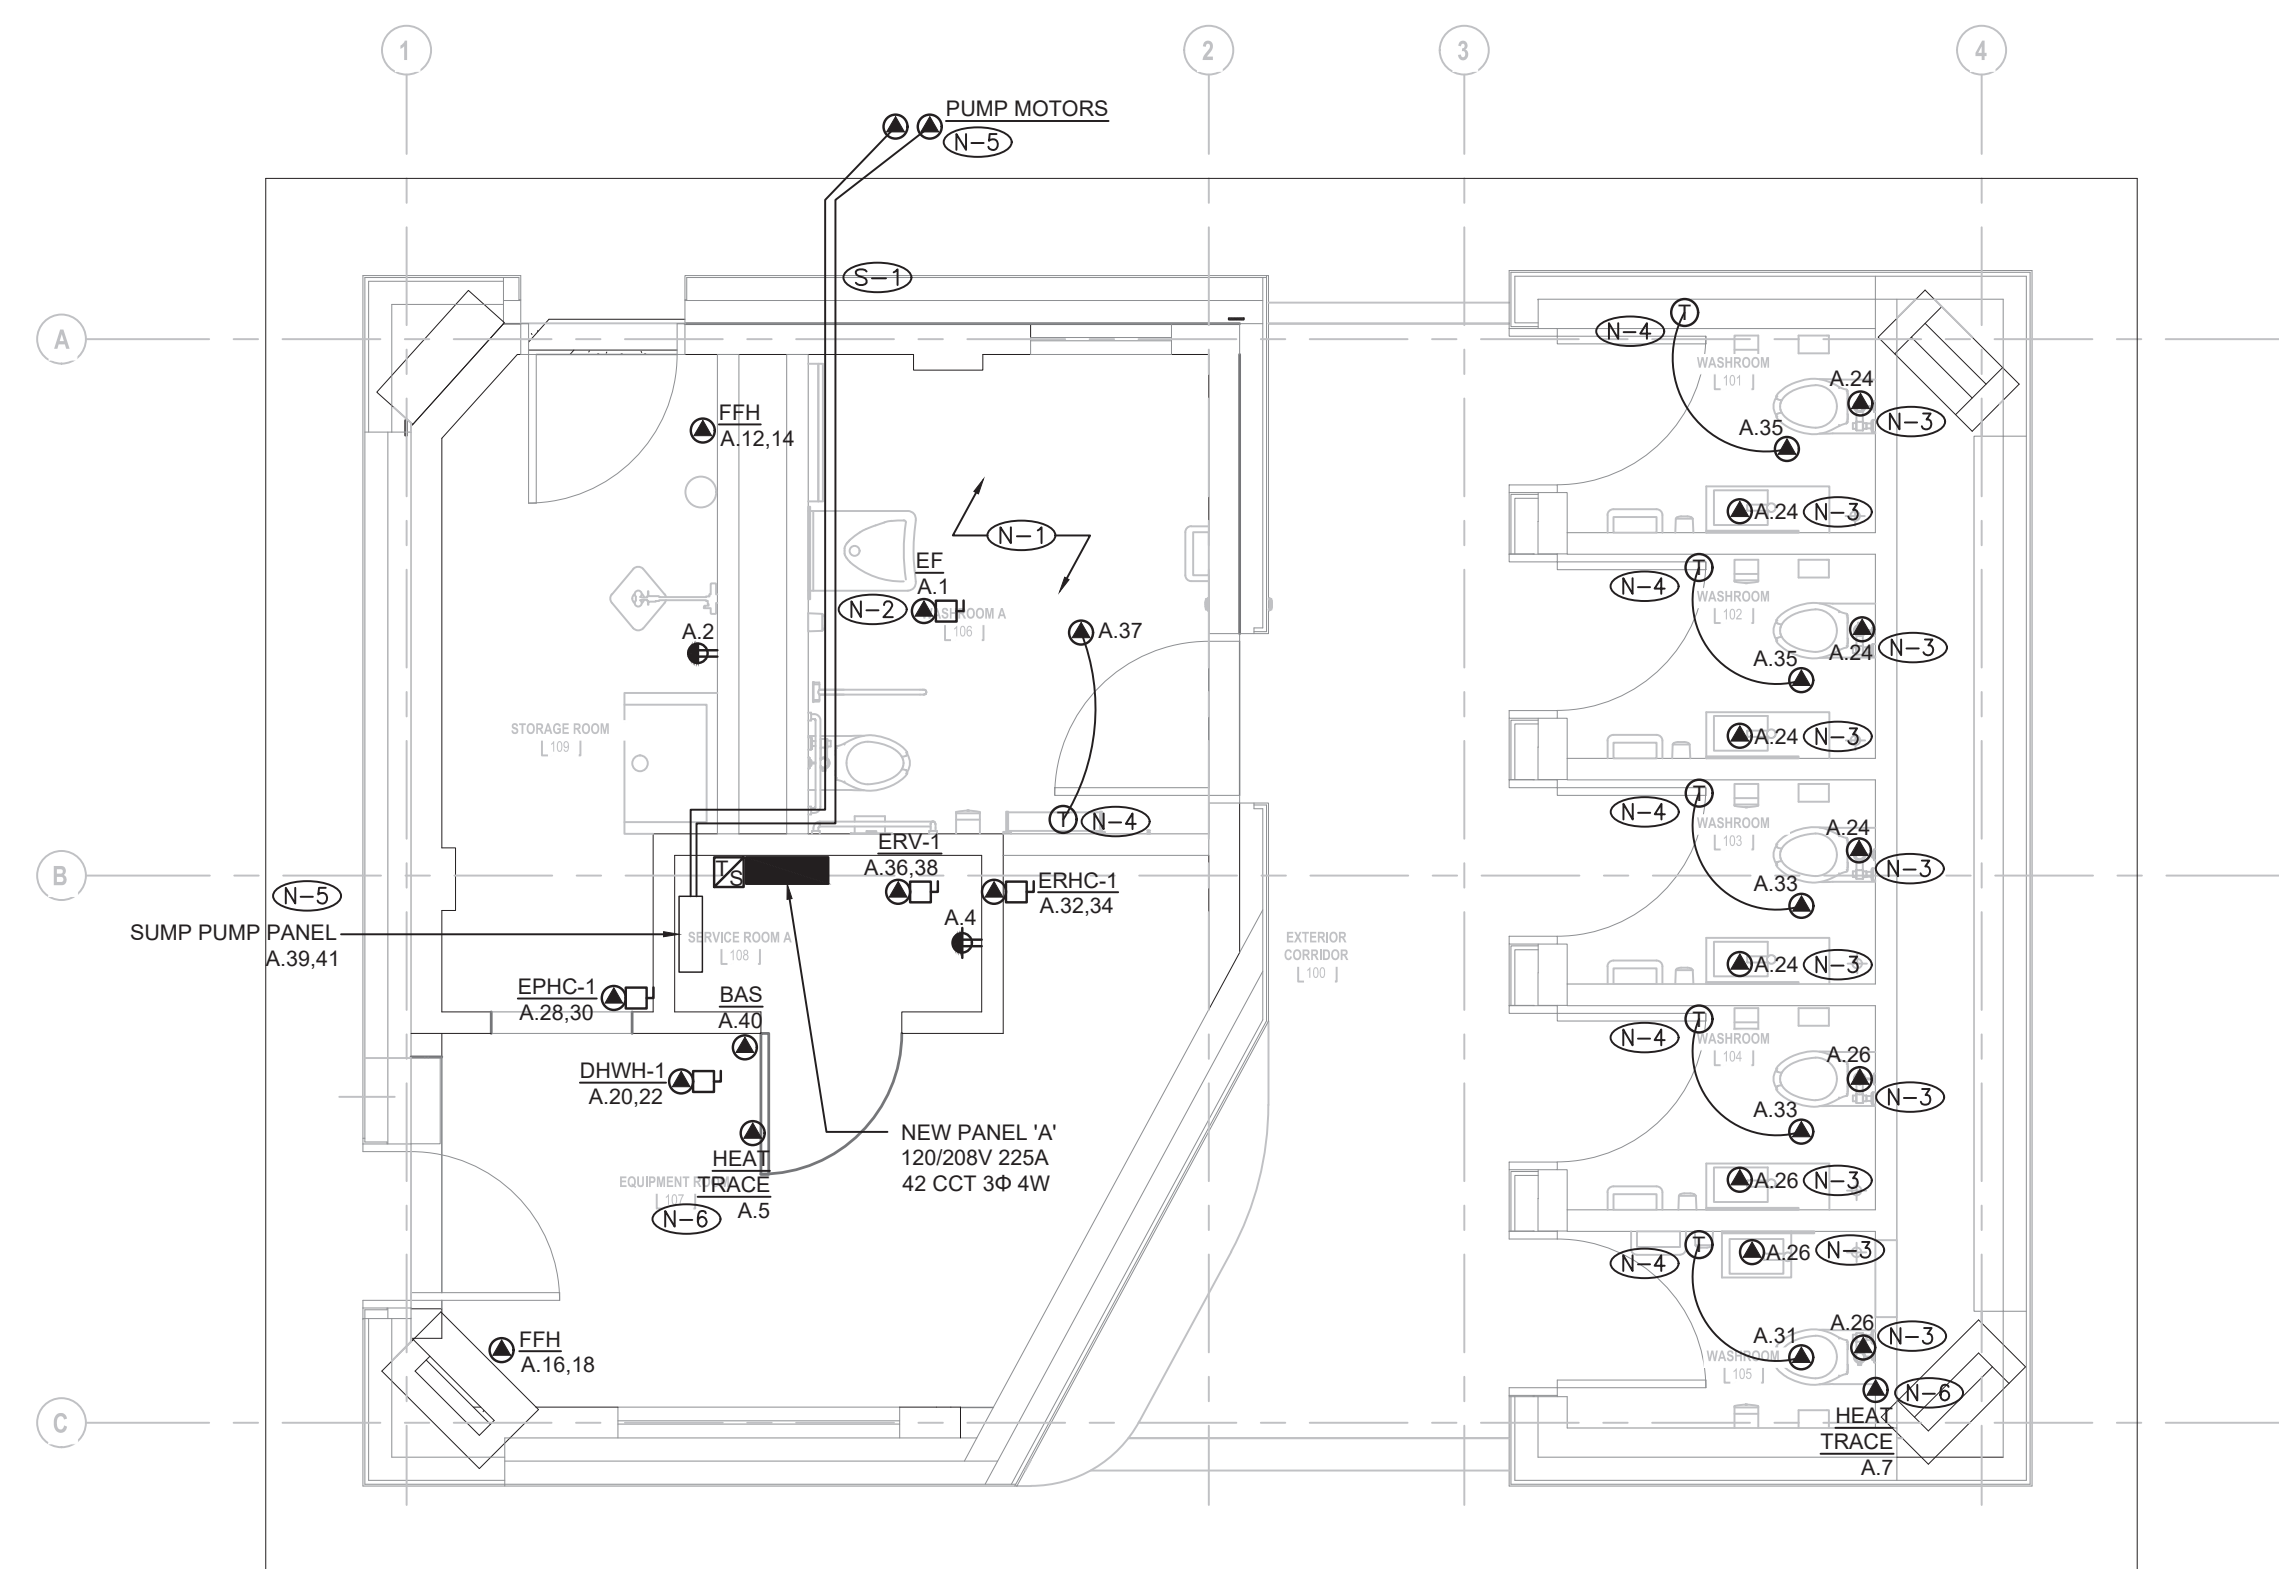 1
2
3
4
PUMP MOTORS
N-5
S-1
A
N-4
T
WASHROOM
101
A.24
N-3
FFH
A.12,14
A.35
A.24
N-3
N-1
EF
A.1
N-2
WASHROOM A
106
T
N-4
WASHROOM
102
A.2
A.37
A.24
N-3
A.35
STORAGE ROOM
109
A.24
N-3
T
N-4
T
N-4
WASHROOM
103
A.24
N-3
ERV-1
A.36,38
T/S
B
ERHC-1
A.32,34
A.33
N-5
SUMP PUMP PANEL
A.39,41
A.4
SERVICE ROOM A
108
EXTERIOR
CORRIDOR
100
A.24
N-3
EPHC-1
A.28,30
BAS
A.40
T
N-4
WASHROOM
104
A.26
N-3
DHWH-1
A.20,22
A.33
NEW PANEL 'A'
120/208V 225A
42 CCT 3Φ 4W
HEAT
TRACE
A.5
EQUIPMENT ROOM
107
N-6
A.26
N-3
T
N-4
A.26
N-3
FFH
A.16,18
A.31
A.26
N-3
WASHROOM
105
N-6
HEAT
TRACE
A.7
C